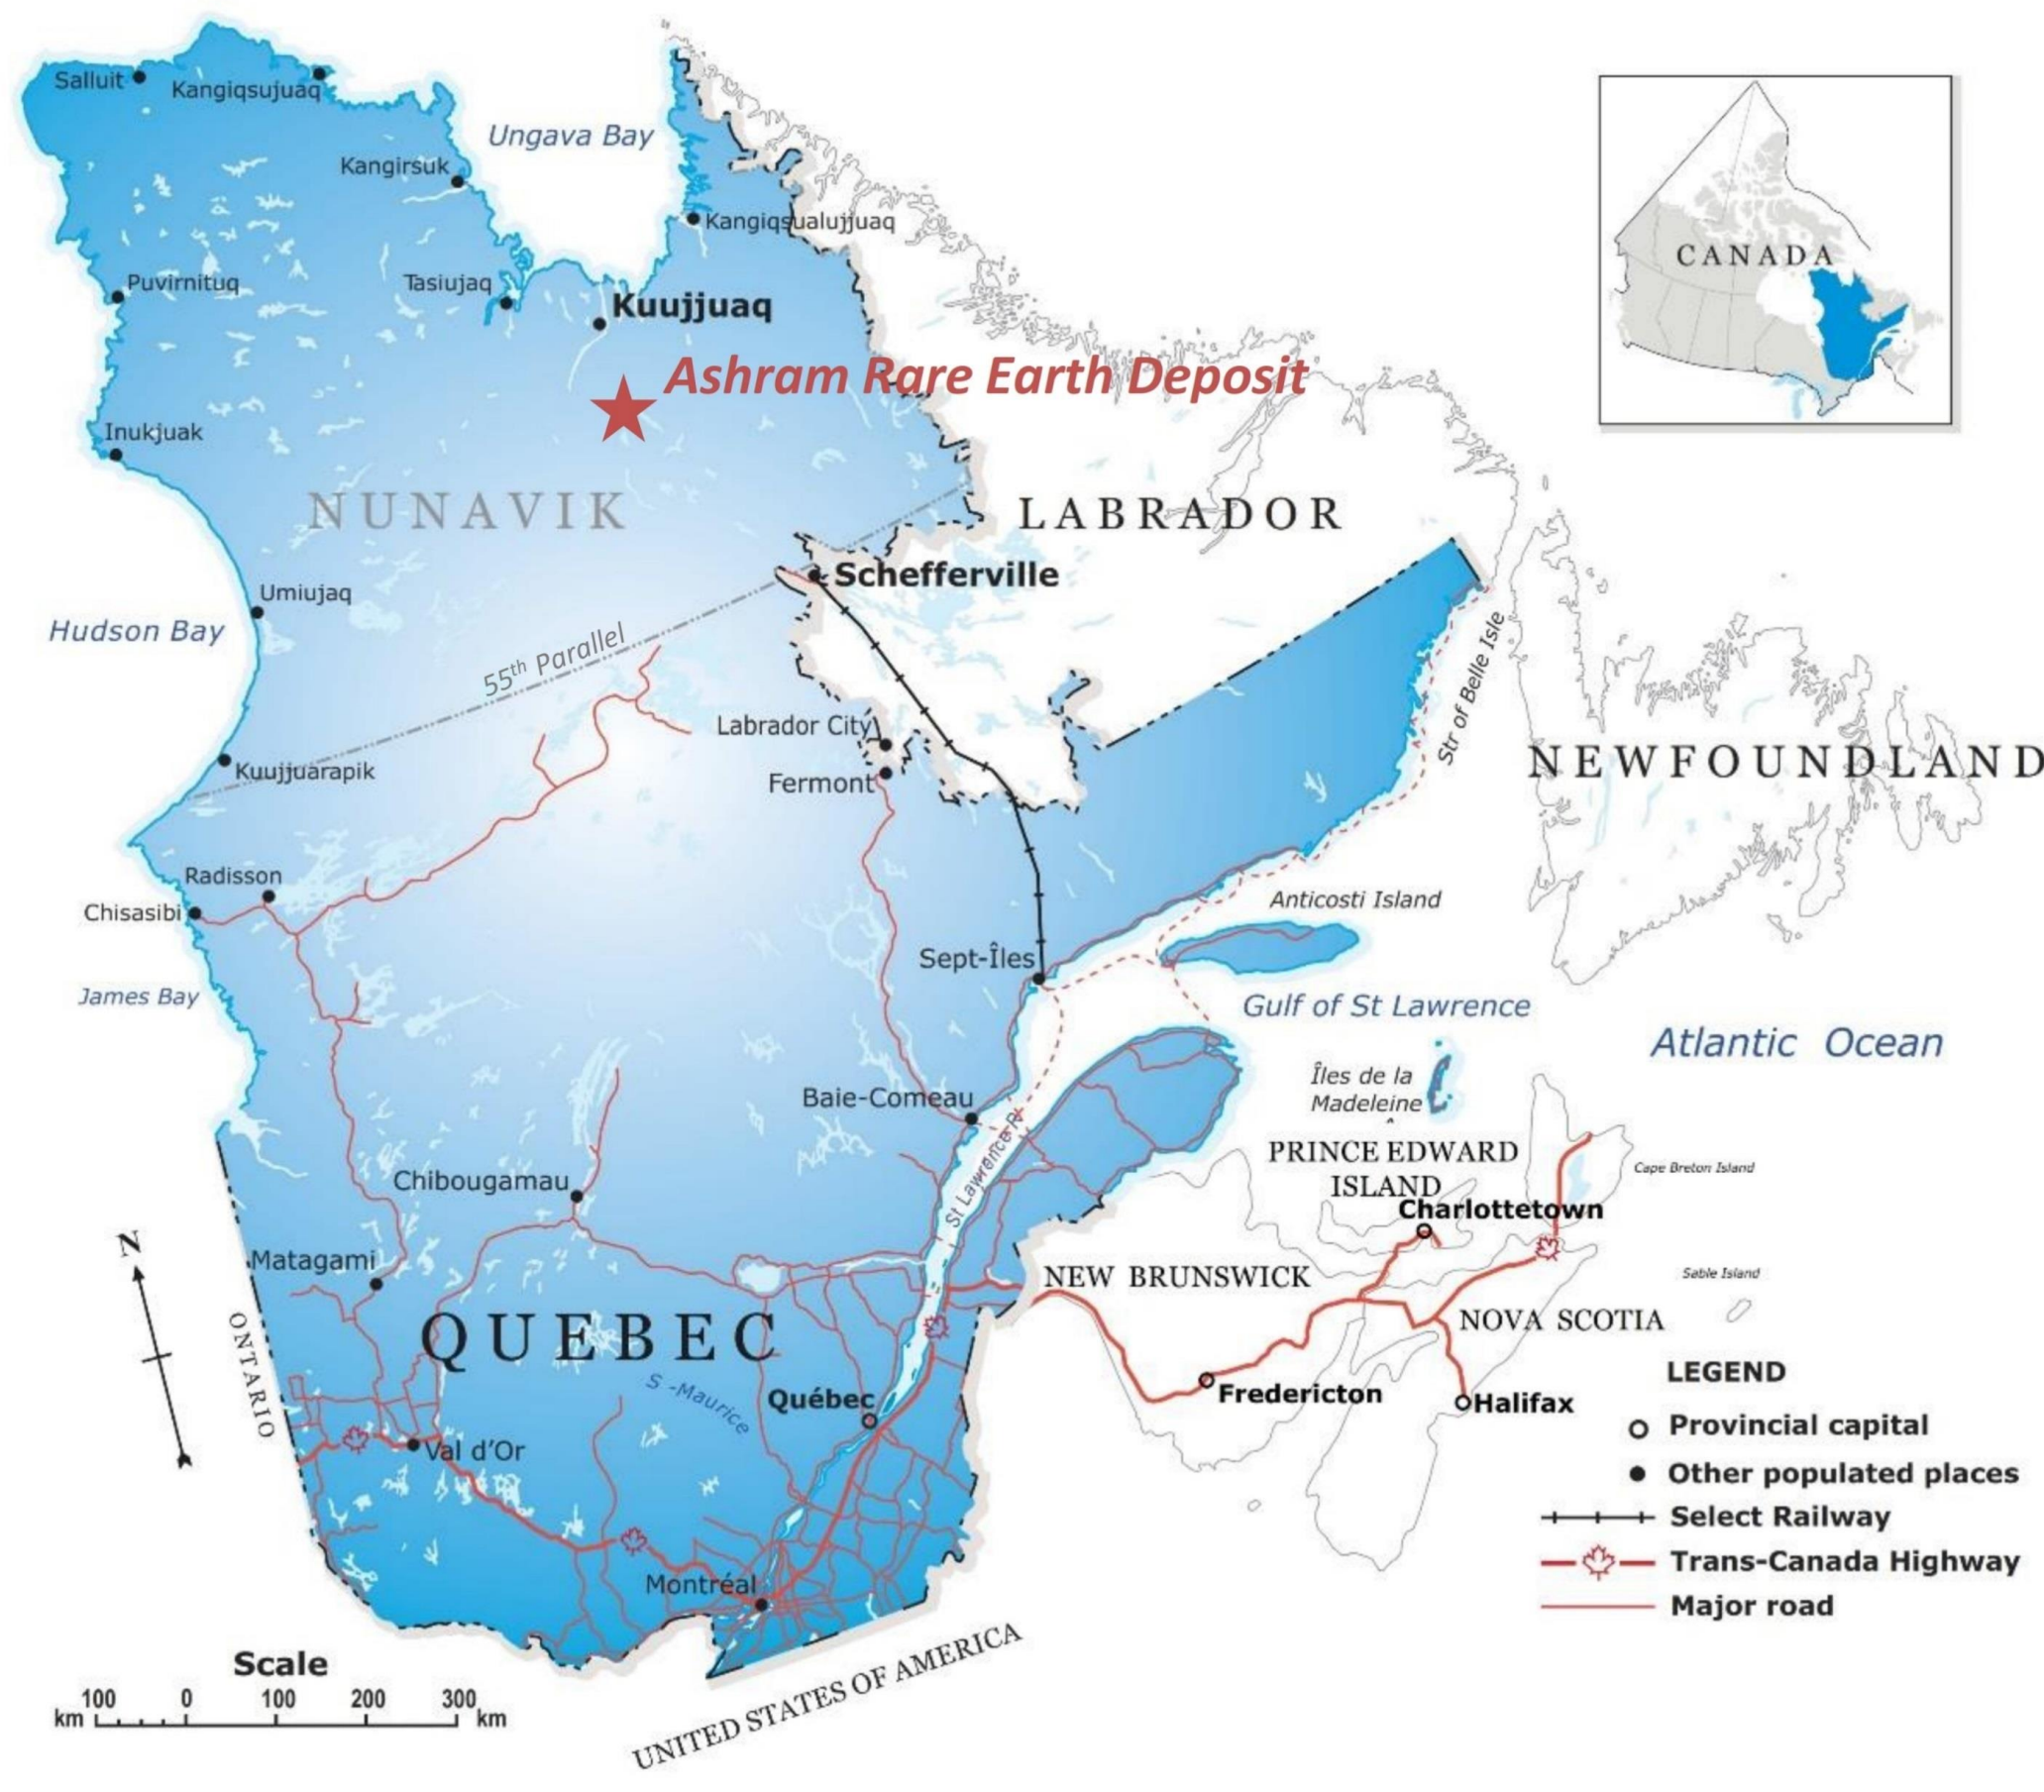 Salluit
Kangiqsujuaq
Ungava Bay
Kangirsuk
Kangiqsualujjuaq
CANADA
Puvirnituq
Tasiujaq
Kuujjuaq
Ashram Rare Earth Deposit
Inukjuak
NUNAVIK
LABRADOR
Schefferville
Umiujaq
Hudson Bay
55th Parallel
Str of Belle Isle
Labrador City
Fermont
NEWFOUNDLAND
Kuujjuarapik
Radisson
Chisasibi
Anticosti Island
Sept-Îles
James Bay
Gulf of St Lawrence
Atlantic Ocean
Îles de la
Madeleine
Baie-Comeau
St Lawrence R
PRINCE EDWARD
ISLAND
Cape Breton Island
Chibougamau
Charlottetown
N
Matagami
NEW BRUNSWICK
Sable Island
QUEBEC
ONTARIO
NOVA SCOTIA
S -Maurice
Québec
Fredericton
Halifax
Val d'Or
LEGEND
Provincial capital
Other populated places
Select Railway
Trans-Canada Highway
Major road
Montréal
UNITED STATES OF AMERICA
Scale
100 0 100 200 300
km km